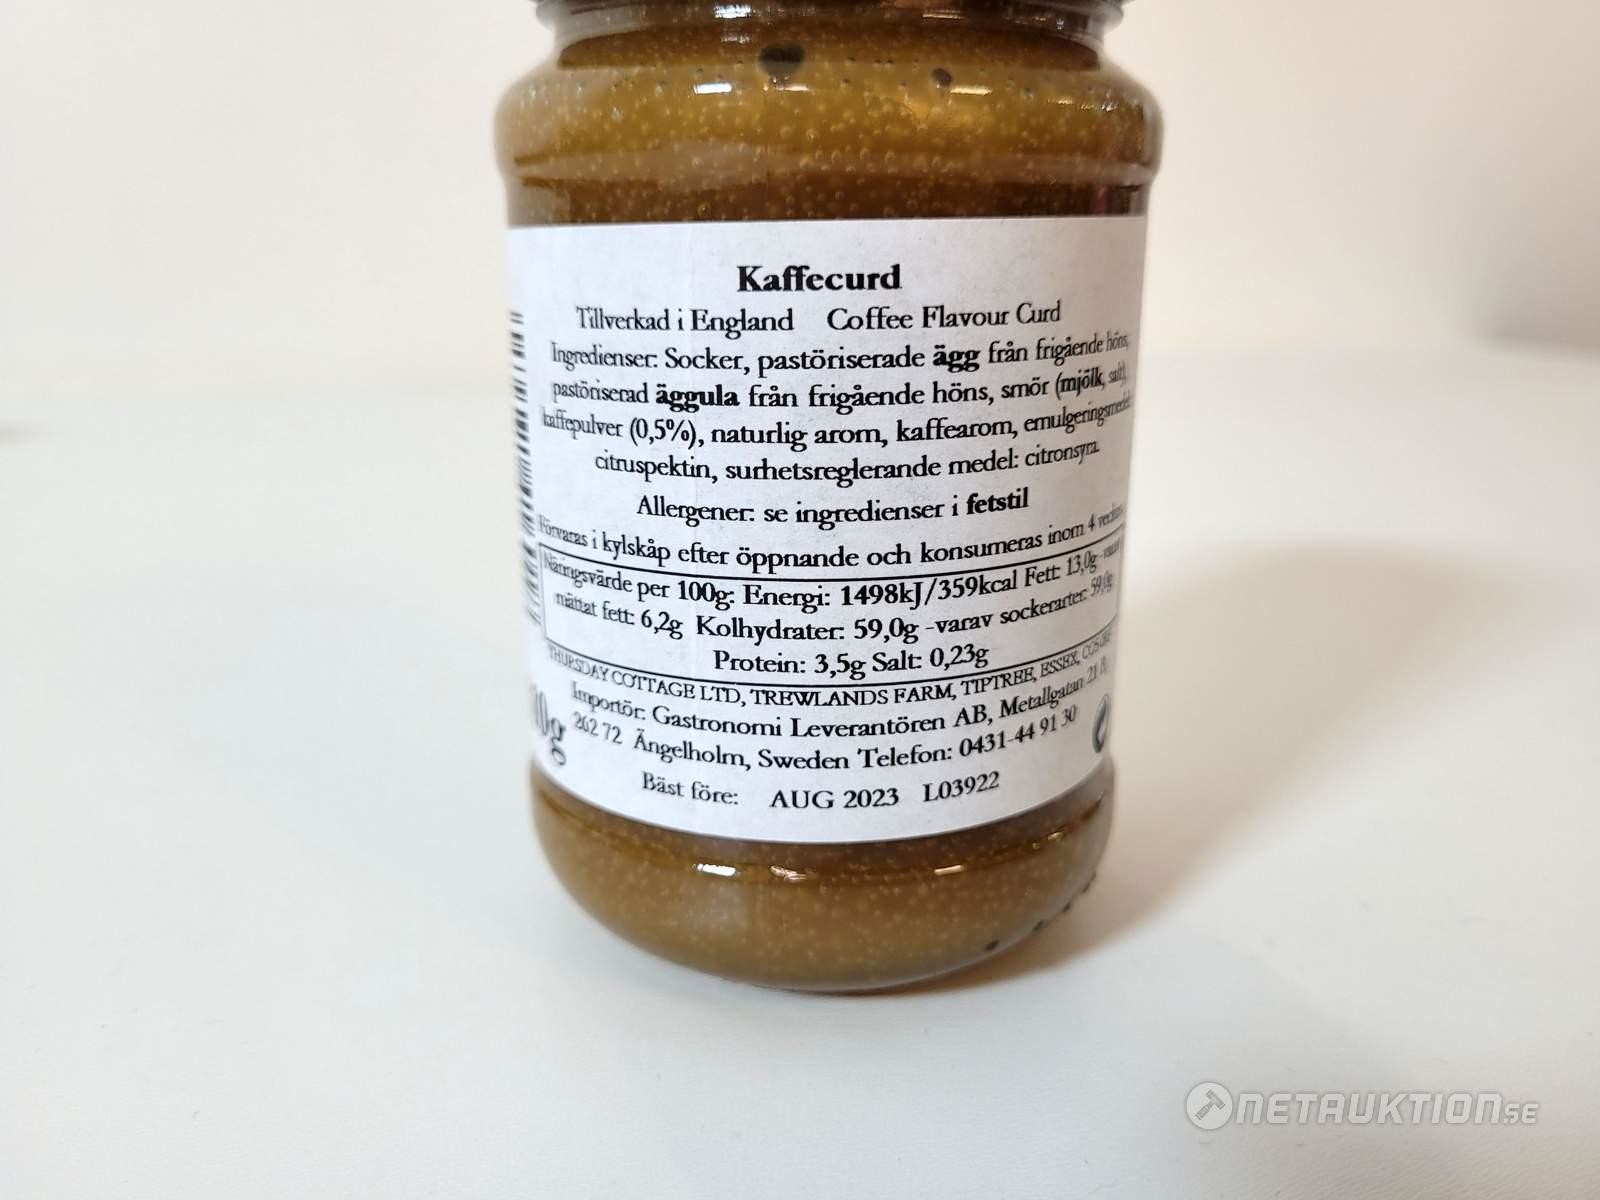 Kaffecurd
Tillverkad i England Coffee Flavour Curd
Ingredienser: Socker, pastöriserade ägg från frigående höns,
pastöriserad äggula från frigående höns, smör (mjölk, salt),
kaffepulver (0,5%), naturlig arom, kaffearom, emulgeringsmedel:
citruspektin, surhetsreglerande medel: citronsyra.
Allergener: se ingredienser i fetstil
Förvaras i kylskåp efter öppnande och konsumeras inom 4 veckor.
Näringsvärde per 100g: Energi: 1498kJ/359kcal Fett: 13,0g -varav
mättat fett: 6,2g Kolhydrater: 59,0g -varav sockerarter: 59,0g
Protein: 3,5g Salt: 0,23g
THURSDAY COTTAGE LTD, TREWLANDS FARM, TIPTREE, ESSEX,
Importör: Gastronomi Leverantören AB, Metallgatan 21 B,
262 72 Ängelholm, Sweden Telefon: 0431-44 91 30
Bäst före: AUG 2023 L03922
NETAUKTION.SE